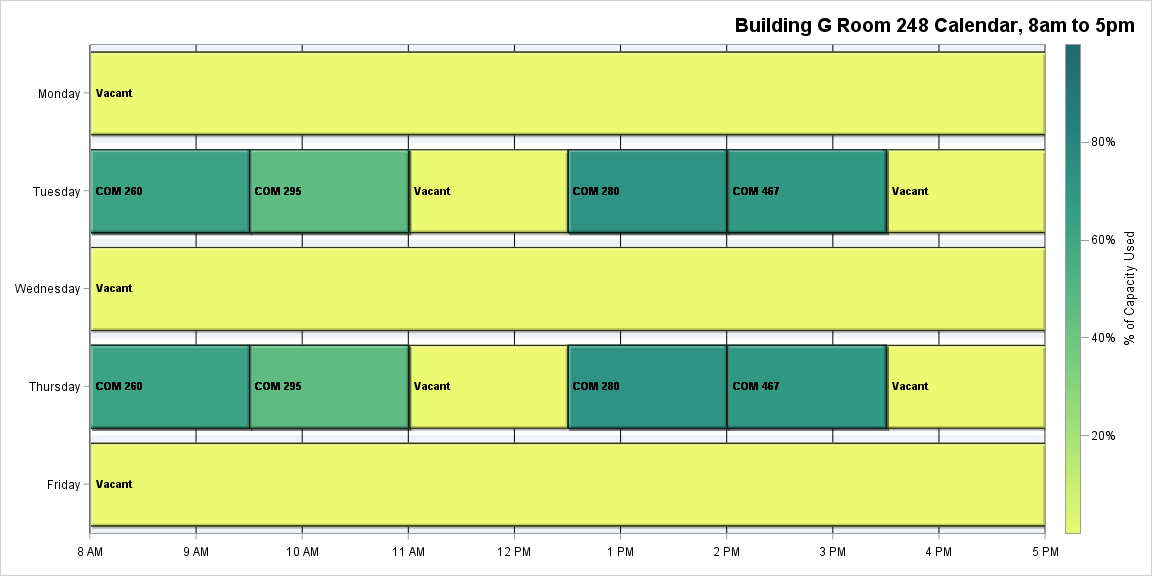 Building G Room 248 Calendar, 8am to 5pm
Monday
Vacant
Tuesday
COM 260
COM 295
Vacant
COM 280
COM 467
Vacant
Wednesday
Vacant
Thursday
COM 260
COM 295
Vacant
COM 280
COM 467
Vacant
Friday
Vacant
8 AM
9 AM
10 AM
11 AM
12 PM
1 PM
2 PM
3 PM
4 PM
5 PM
80%
60%
40%
20%
% of Capacity Used